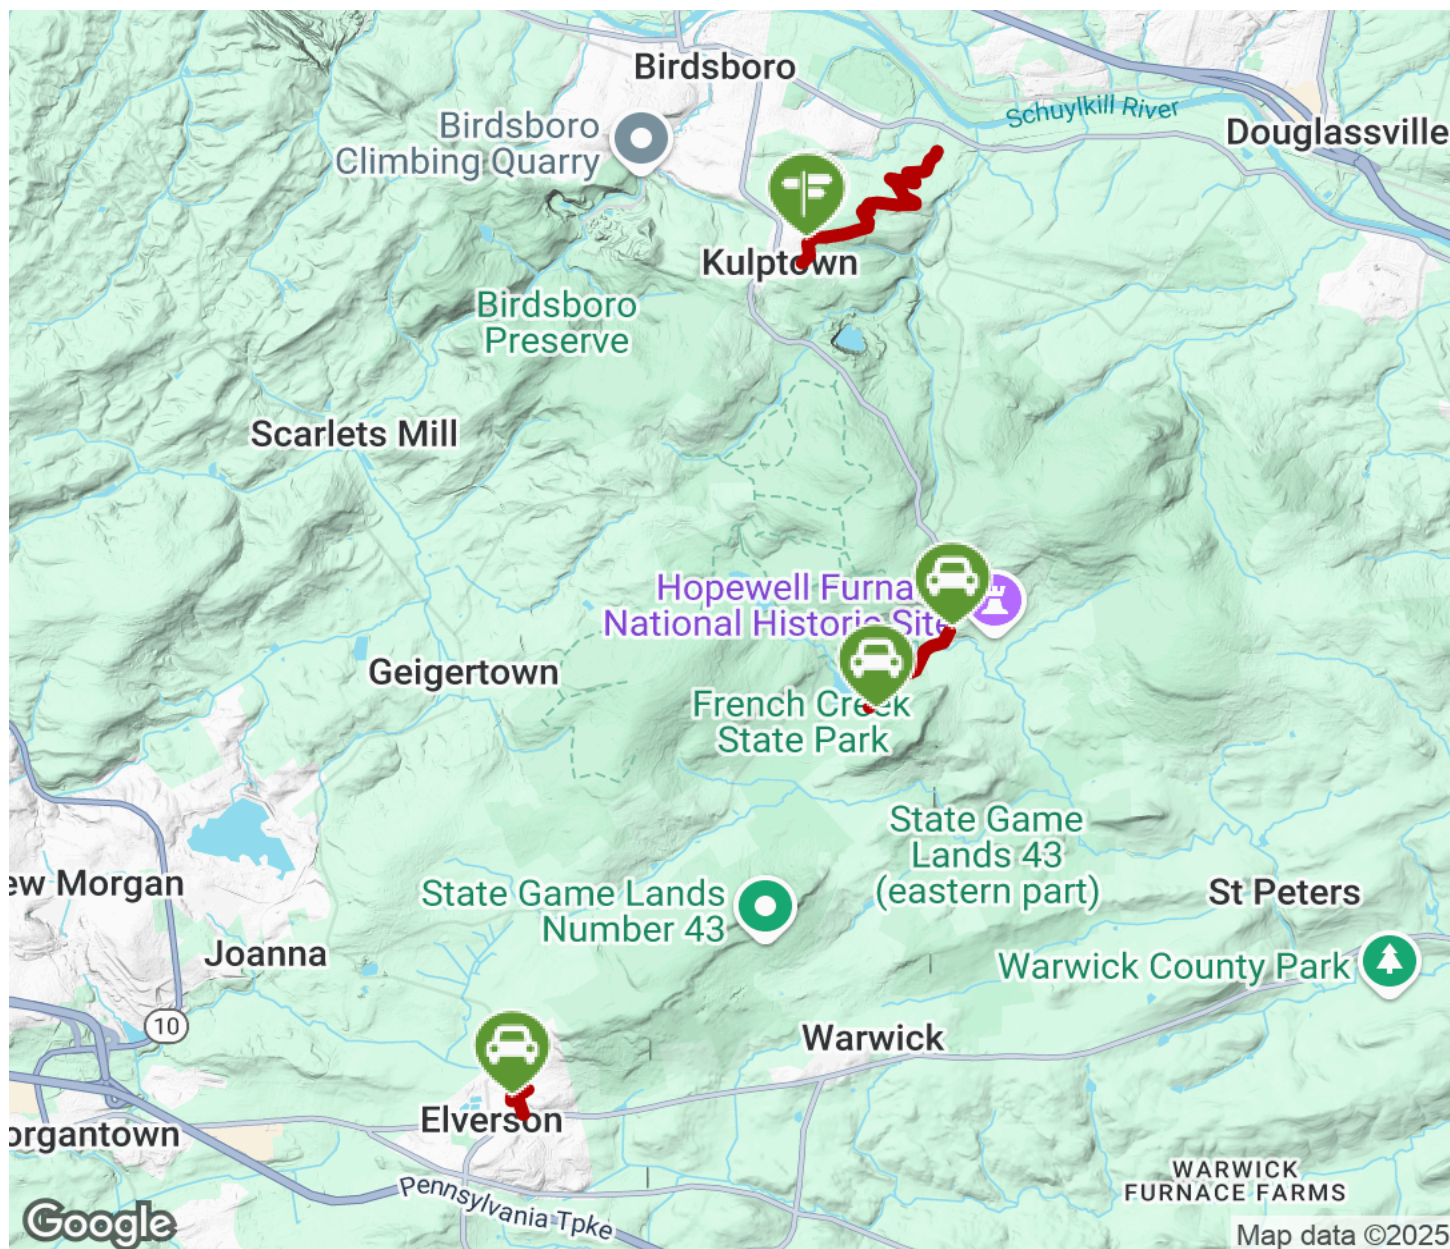 Birdsboro
Birdsboro
Climbing Quarry
Schuylkill River
Douglassville
Kulptown
Birdsboro
Preserve
Scarlets Mill
Hopewell Furna
National Historic Site
Geigertown
French Creek
State Park
State Game
Lands 43
(eastern part)
ew Morgan
State Game Lands
Number 43
St Peters
Joanna
Warwick County Park
10
Warwick
Elverson
organtown
WARWICK
FURNACE FARMS
Pennsylvania Tpke
Google
Map data ©2025